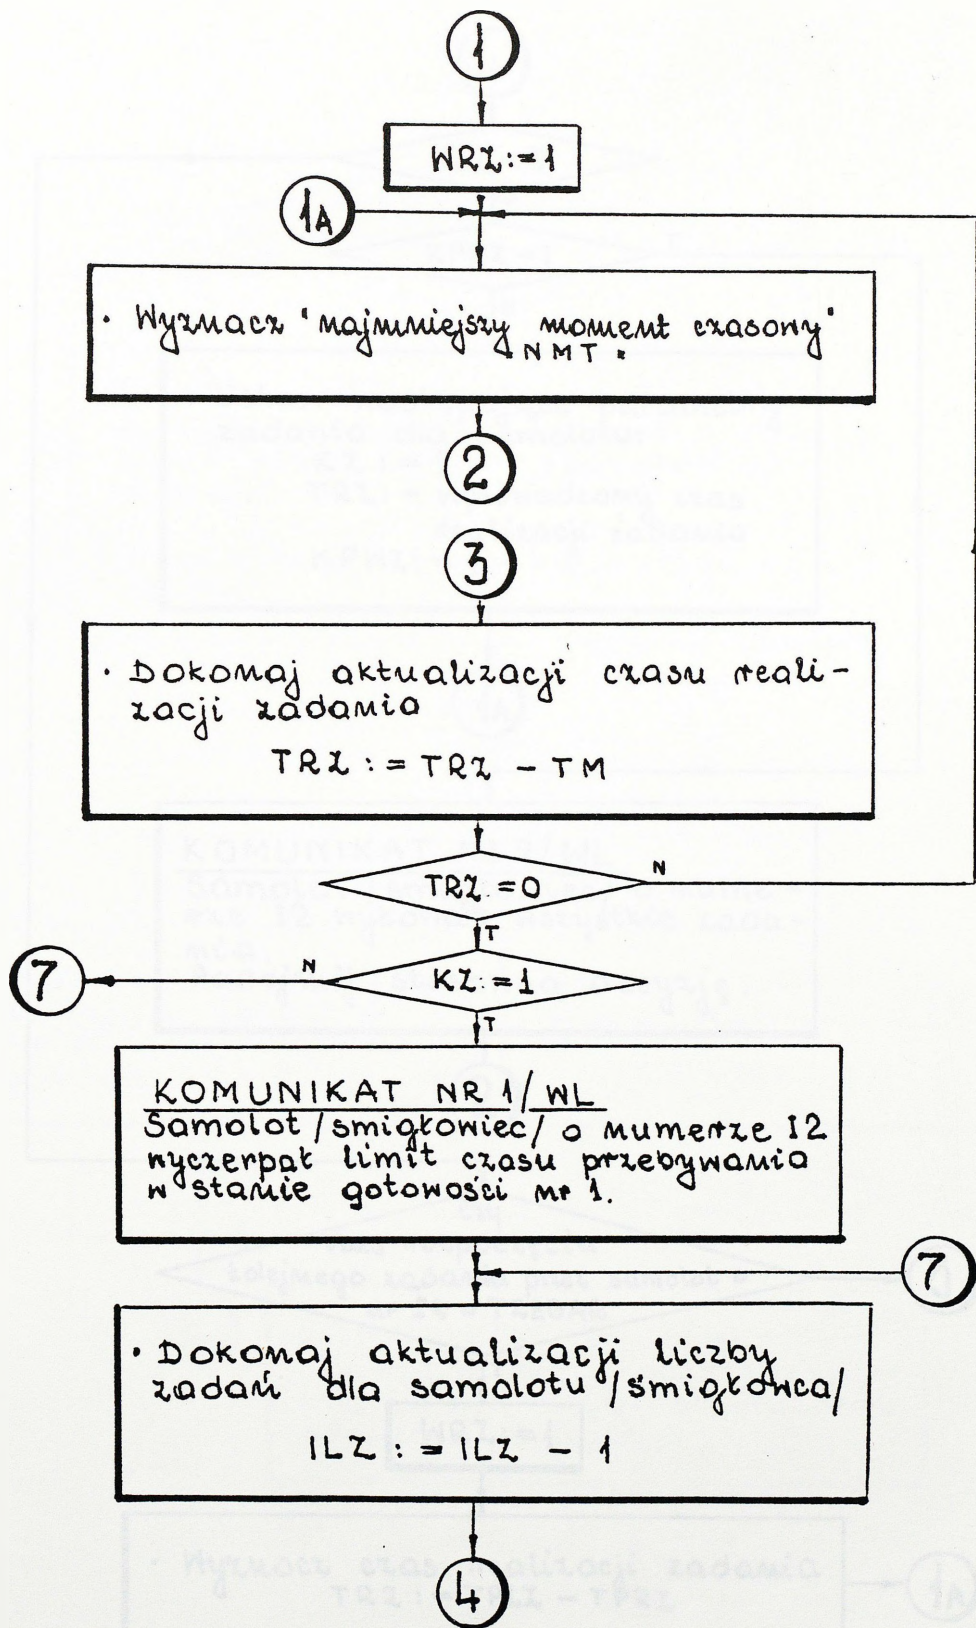 1
WRZ:=1
1A
· Wyznacz "najmniejszy moment czasowy"
"NMT"
2
3
· Dokonaj aktualizacji czasu reali-
zacji zadania
TRZ := TRZ - TM
TRZ:=0
N
T
KZ:=1
N
7
T
KOMUNIKAT NR 1/WL
Samolot/śmigłowiec/ o numerze I2
wyczerpał limit czasu przebywania
w stanie gotowości nr 1.
7
· Dokonaj aktualizacji liczby
zadań dla samolotu/śmigłowca/
ILZ := ILZ - 1
4